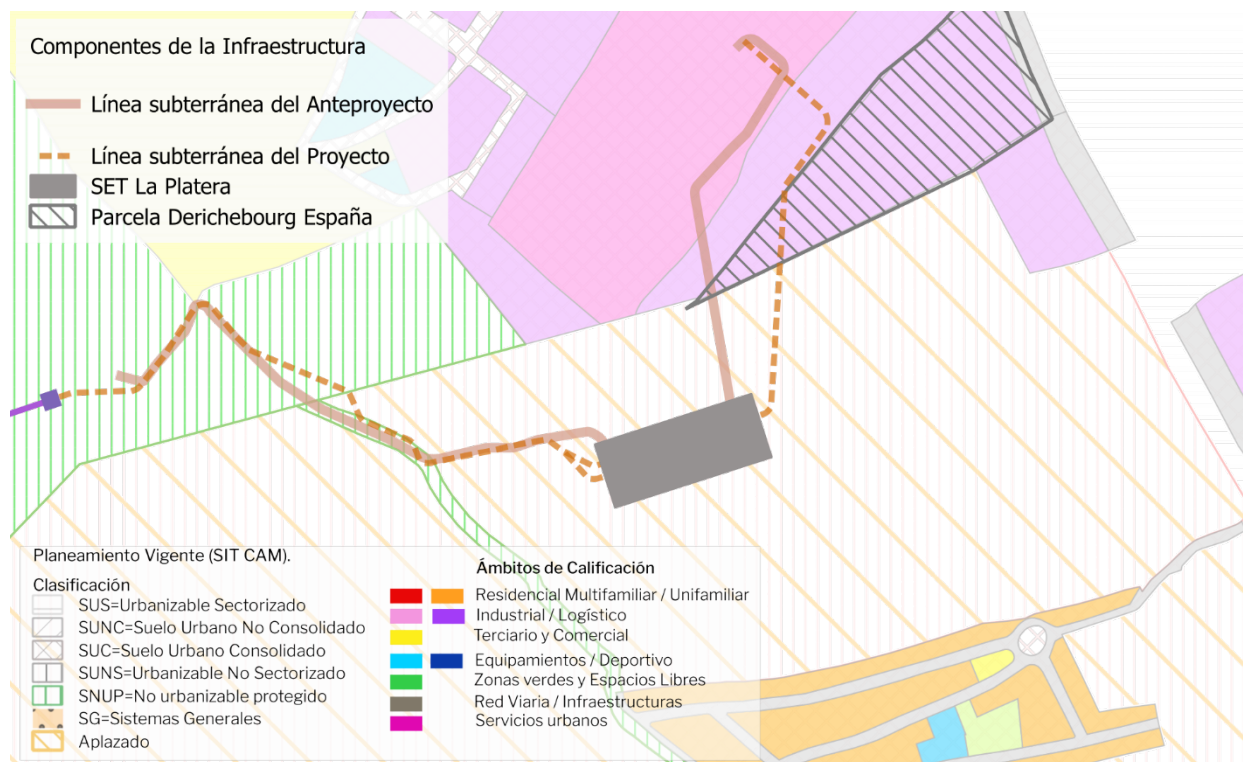 Componentes de la Infraestructura
Línea subterránea del Anteproyecto
Línea subterránea del Proyecto
SET La Platera
Parcela Derichebourg España
Planeamiento Vigente (SIT CAM).
Clasificación
SUS=Urbanizable Sectorizado
SUNC=Suelo Urbano No Consolidado
SUC=Suelo Urbano Consolidado
SUNS=Urbanizable No Sectorizado
SNUP=No urbanizable protegido
SG=Sistemas Generales
Aplazado
Ámbitos de Calificación
Residencial Multifamiliar / Unifamiliar
Industrial / Logístico
Terciario y Comercial
Equipamientos / Deportivo
Zonas verdes y Espacios Libres
Red Viaria / Infraestructuras
Servicios urbanos